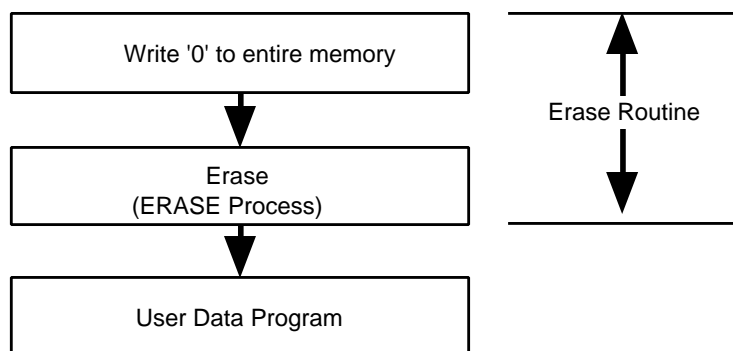 Write '0' to entire memory
Erase Routine
Erase
(ERASE Process)
User Data Program